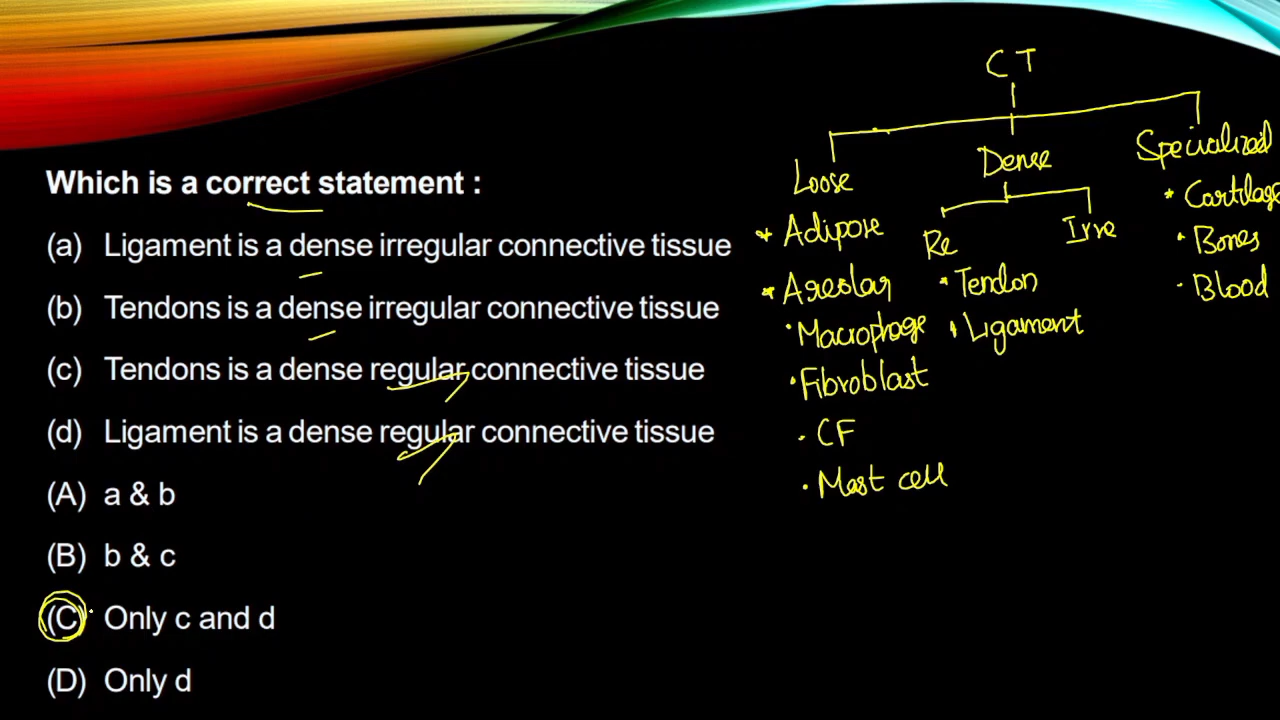 Which is a correct statement :
(a) Ligament is a dense irregular connective tissue
(b) Tendons is a dense irregular connective tissue
(c) Tendons is a dense regular connective tissue
(d) Ligament is a dense regular connective tissue
(A) a & b
(B) b & c
(C) Only c and d
(D) Only d
CT
Loose
* Adipose
* Areolar
• Macrophage
• Fibroblast
• CF
• Mast cell
Dense
Re
* Tendon
* Ligament
Irre
Specialized
* Cartilage
• Bones
• Blood